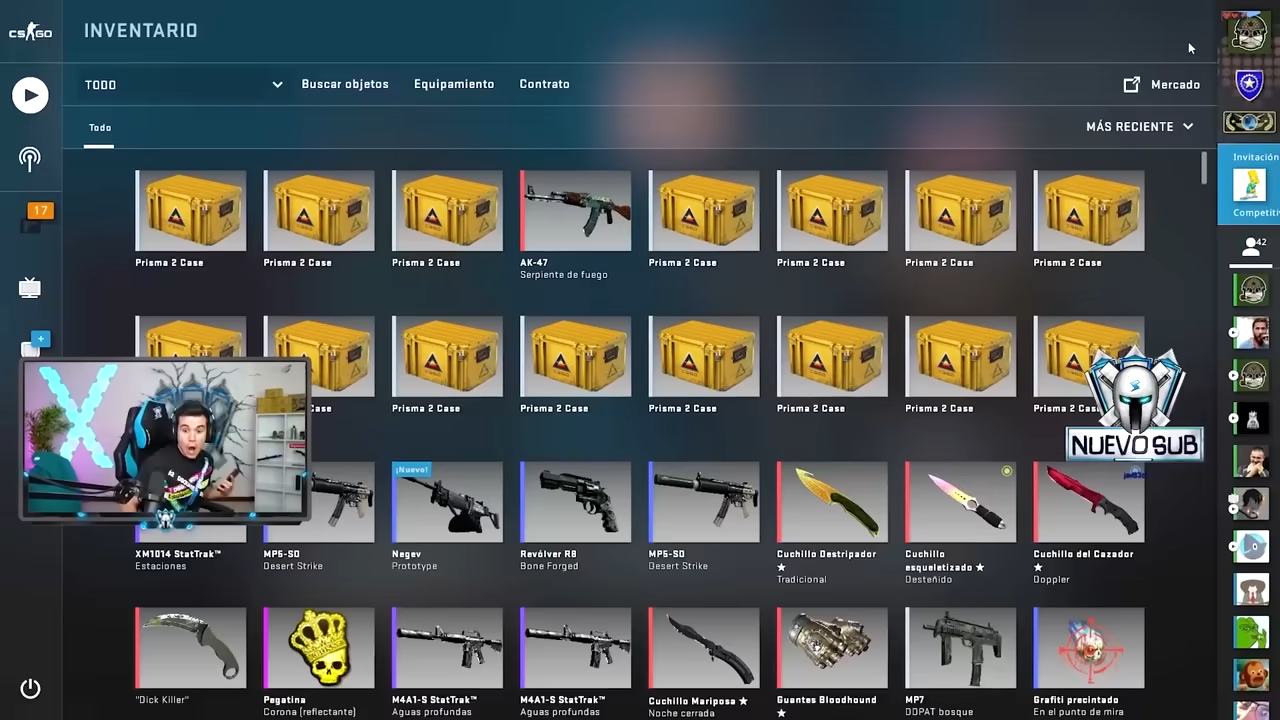 CS GO
INVENTARIO
TODO
Buscar objetos
Equipamiento
Contrato
Mercado
Todo
MÁS RECIENTE
Invitación
Competiti
17
+
42
Prisma 2 Case
Prisma 2 Case
Prisma 2 Case
AK-47
Serpiente de fuego
Prisma 2 Case
Prisma 2 Case
Prisma 2 Case
Prisma 2 Case
Case
Prisma 2 Case
Prisma 2 Case
Prisma 2 Case
Prisma 2 Case
Prisma 2 Case
Prisma 2 Case
NUEVO SUB
XM1014 StatTrak™
Estaciones
MP5-SD
Desert Strike
¡Nuevo!
Negev
Prototype
Revólver R8
Bone Forged
MP5-SD
Desert Strike
Cuchillo Destripador
★
Tradicional
Cuchillo
esqueletizado ★
Desteñido
Cuchillo del Cazador
★
Doppler
"Dick Killer"
Pegatina
Corona (reflectante)
M4A1-S StatTrak™
Aguas profundas
M4A1-S StatTrak™
Aguas profundas
Cuchillo Mariposa ★
Noche cerrada
Guantes Bloodhound
★
MP7
DDPAT bosque
Grafiti precintado
En el punto de mira